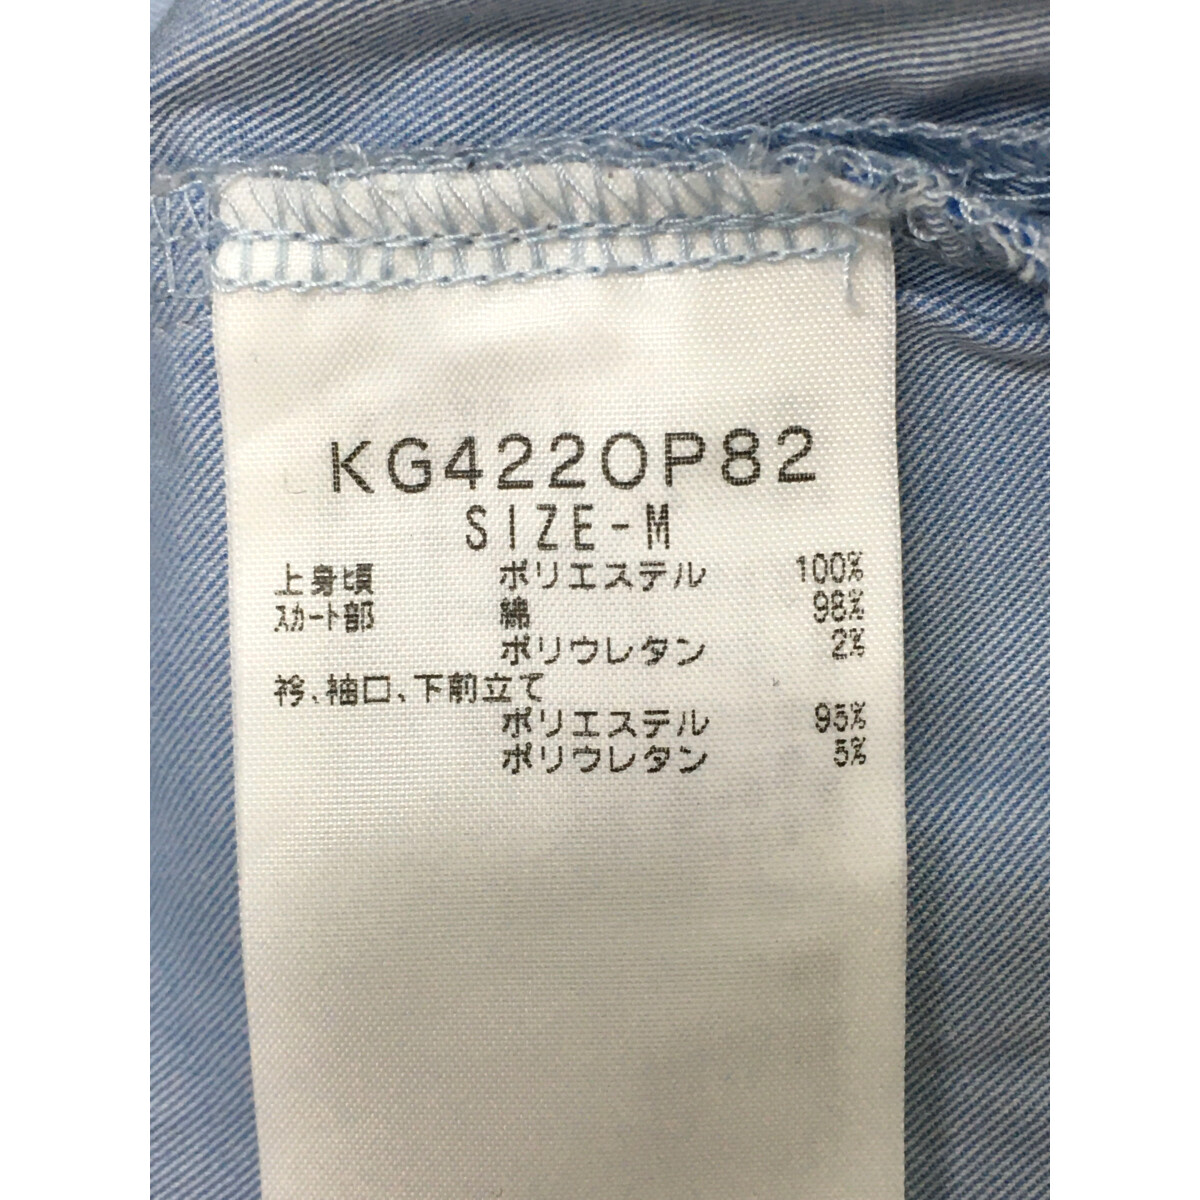 KG422OP82
SIZE-M
上身頃 ポリエステル 100%
スカート部 綿 98%
ポリウレタン 2%
衿、袖口、下前立て
ポリエステル 95%
ポリウレタン 5%